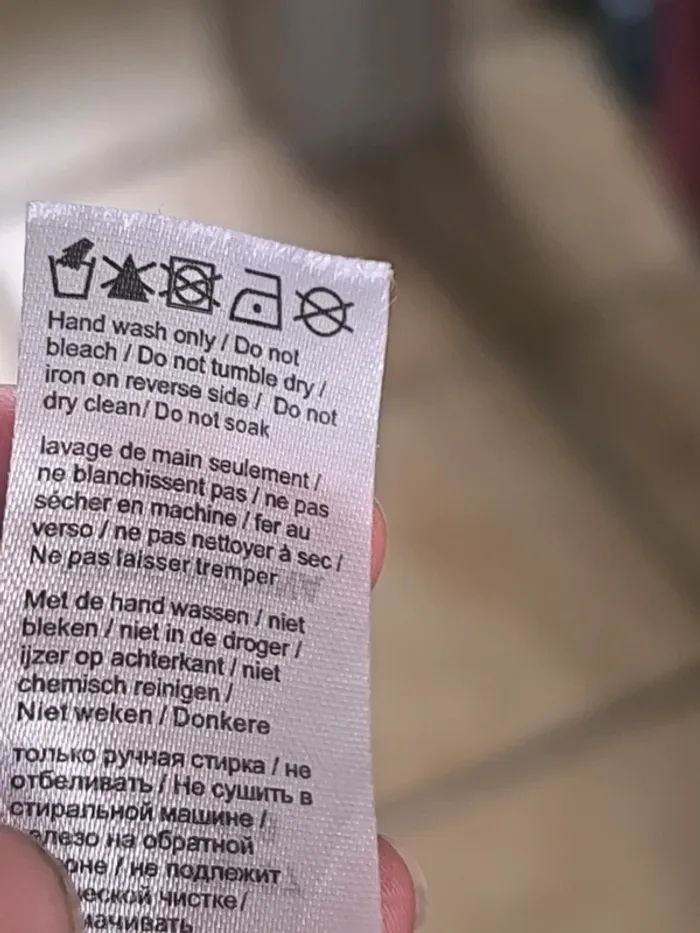 Hand wash only / Do not
bleach / Do not tumble dry /
iron on reverse side / Do not
dry clean/ Do not soak
lavage de main seulement /
ne blanchissent pas / ne pas
sécher en machine / fer au
verso / ne pas nettoyer à sec /
Ne pas laisser tremper
Met de hand wassen / niet
bleken / niet in de droger /
ijzer op achterkant / niet
chemisch reinigen /
Niet weken / Donkere
только ручная стирка / не
отбеливать / Не сушить в
стиральной машине /
на обратной
/ не подлежит
чистке /